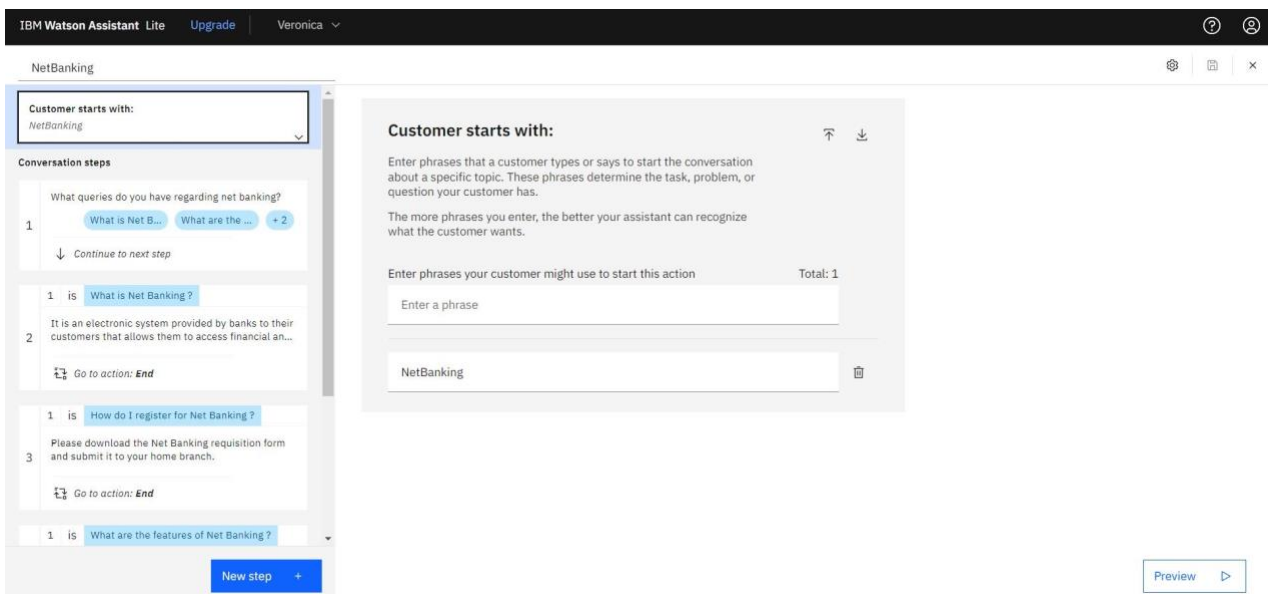 IBM Watson Assistant Lite Upgrade Veronica
NetBanking
Customer starts with:
NetBanking
Conversation steps
1
What queries do you have regarding net banking?
What is Net B... What are the ... + 2
Continue to next step
2
1 is What is Net Banking ?
It is an electronic system provided by banks to their
customers that allows them to access financial an...
Go to action: End
3
1 is How do I register for Net Banking ?
Please download the Net Banking requisition form
and submit it to your home branch.
Go to action: End
1 is What are the features of Net Banking ?
New step +
Customer starts with:
Enter phrases that a customer types or says to start the conversation
about a specific topic. These phrases determine the task, problem, or
question your customer has.
The more phrases you enter, the better your assistant can recognize
what the customer wants.
Enter phrases your customer might use to start this action Total: 1
Enter a phrase
NetBanking
Preview